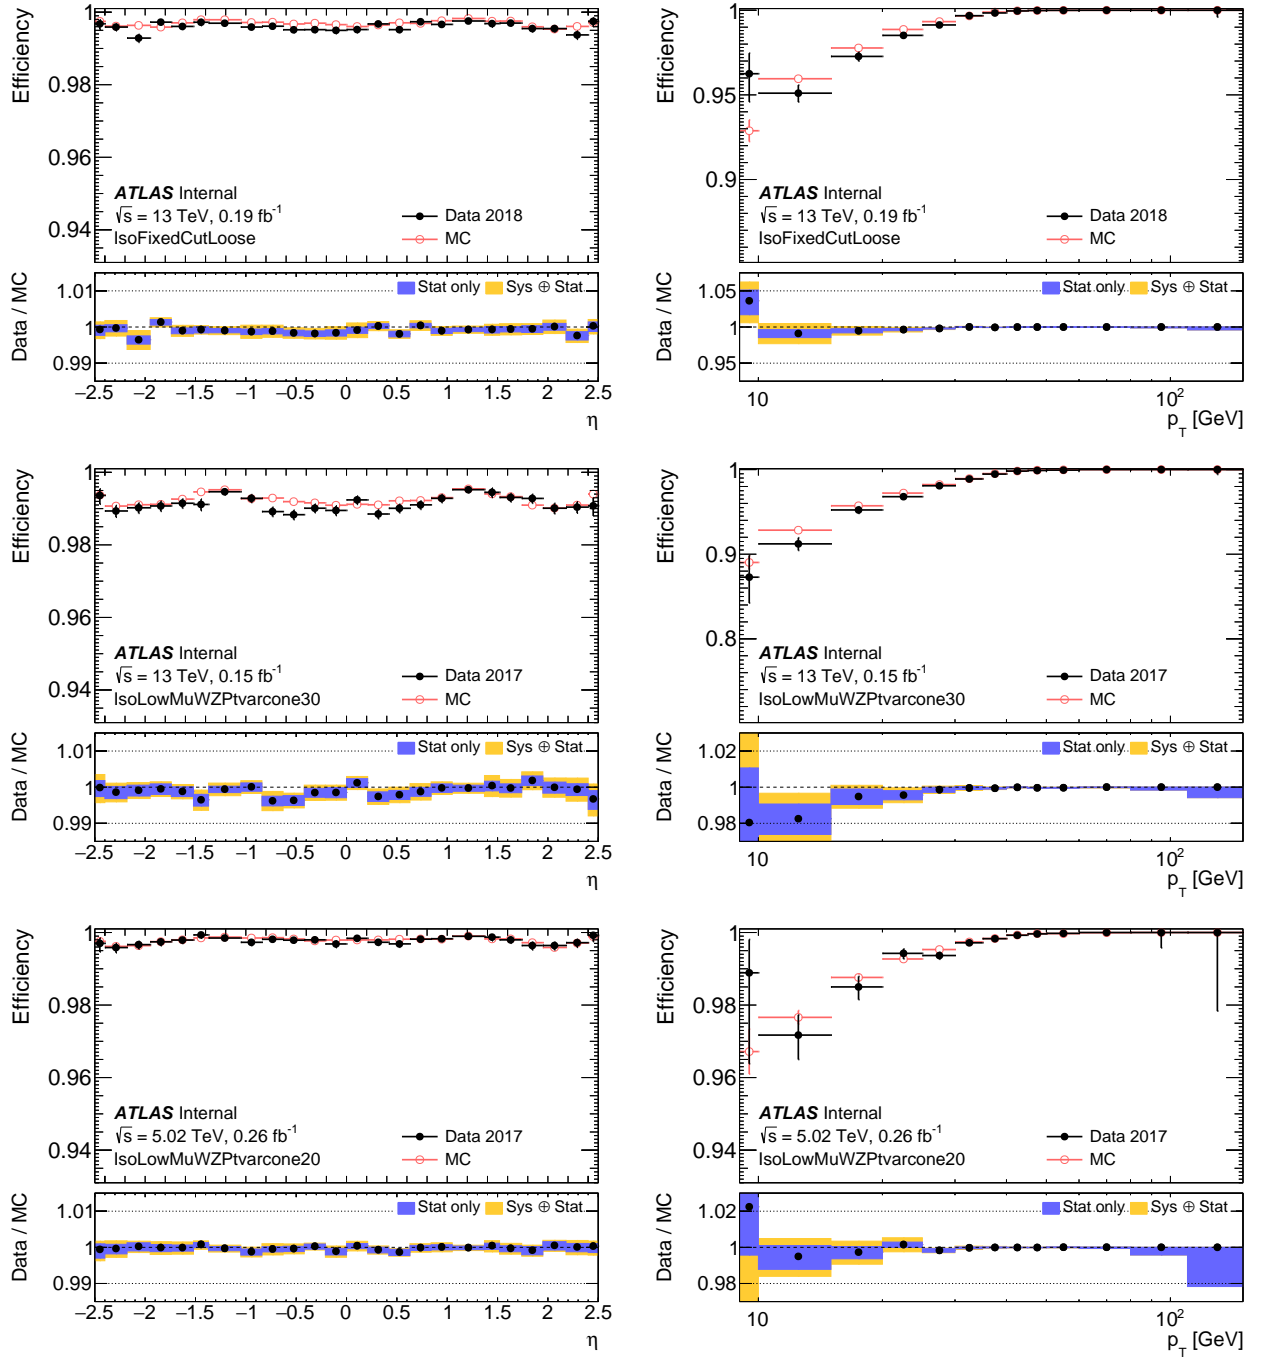 Efficiency
1
0.98
0.96
0.94
ATLAS Internal
√s = 13 TeV, 0.19 fb⁻¹
IsoFixedCutLoose
Data 2018
MC
Data / MC
1.01
1
0.99
Stat only
Sys ⊕ Stat
−2.5 −2 −1.5 −1 −0.5 0 0.5 1 1.5 2 2.5
η
Efficiency
1
0.95
0.9
ATLAS Internal
√s = 13 TeV, 0.19 fb⁻¹
IsoFixedCutLoose
Data 2018
MC
Data / MC
1.05
1
0.95
Stat only
Sys ⊕ Stat
10 10²
p_T [GeV]
Efficiency
1
0.98
0.96
0.94
ATLAS Internal
√s = 13 TeV, 0.15 fb⁻¹
IsoLowMuWZPtvarcone30
Data 2017
MC
Data / MC
1.01
1
0.99
Stat only
Sys ⊕ Stat
−2.5 −2 −1.5 −1 −0.5 0 0.5 1 1.5 2 2.5
η
Efficiency
1
0.9
0.8
ATLAS Internal
√s = 13 TeV, 0.15 fb⁻¹
IsoLowMuWZPtvarcone30
Data 2017
MC
Data / MC
1.02
1
0.98
Stat only
Sys ⊕ Stat
10 10²
p_T [GeV]
Efficiency
1
0.98
0.96
0.94
ATLAS Internal
√s = 5.02 TeV, 0.26 fb⁻¹
IsoLowMuWZPtvarcone20
Data 2017
MC
Data / MC
1.01
1
0.99
Stat only
Sys ⊕ Stat
−2.5 −2 −1.5 −1 −0.5 0 0.5 1 1.5 2 2.5
η
Efficiency
1
0.98
0.96
0.94
ATLAS Internal
√s = 5.02 TeV, 0.26 fb⁻¹
IsoLowMuWZPtvarcone20
Data 2017
MC
Data / MC
1.02
1
0.98
Stat only
Sys ⊕ Stat
10 10²
p_T [GeV]